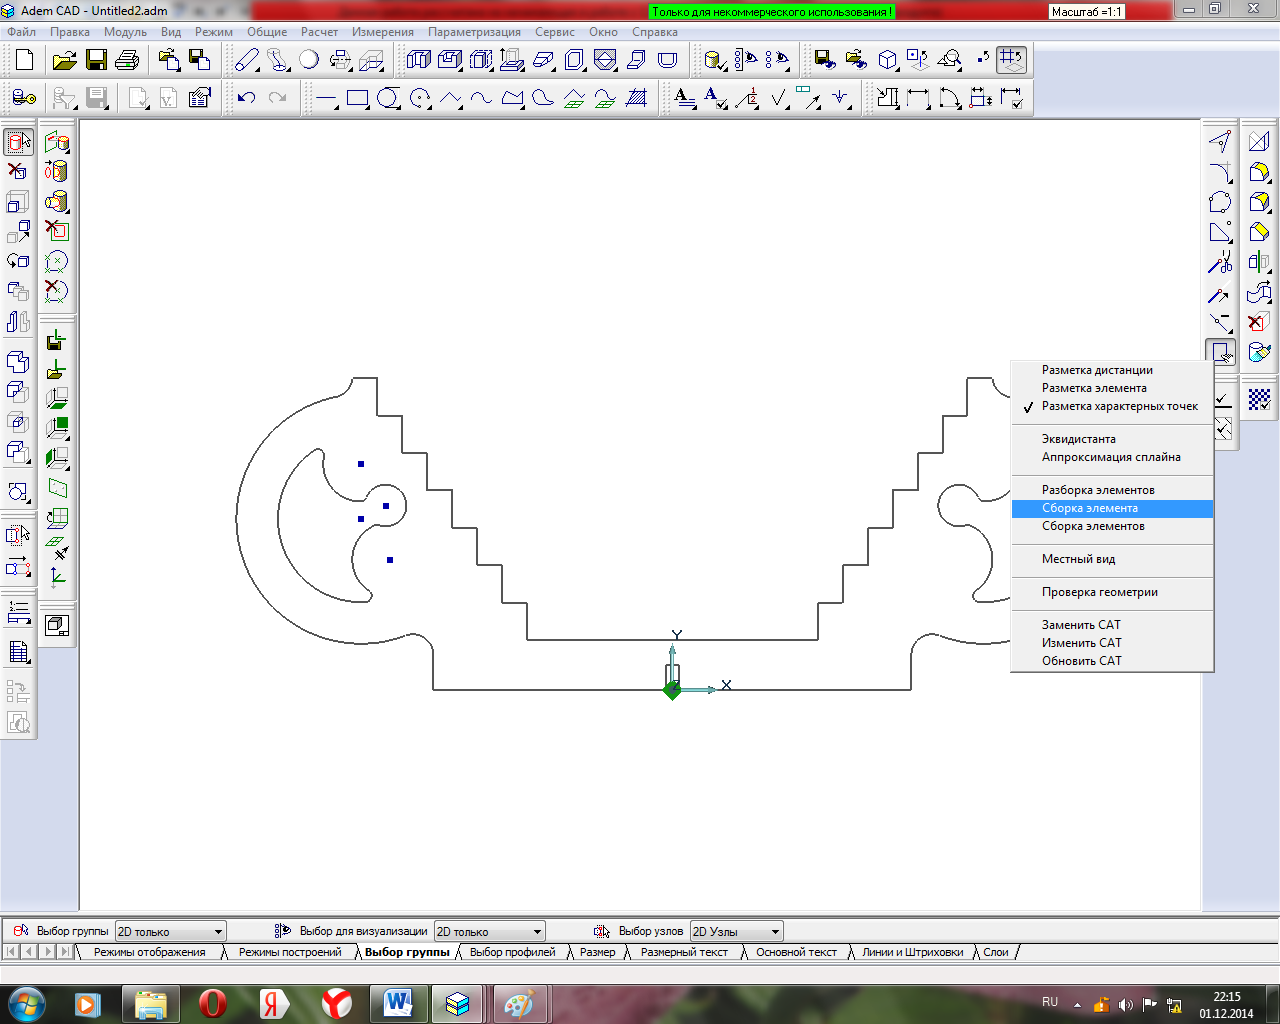 Adem CAD - Untitled2.adm
Только для некоммерческого использования !
Масштаб =1:1
Файл Правка Модуль Вид Режим Общие Расчет Измерения Параметризация Сервис Окно Справка
Разметка дистанции
Разметка элемента
Разметка характерных точек
Эквидистанта
Аппроксимация сплайна
Разборка элементов
Сборка элемента
Сборка элементов
Местный вид
Проверка геометрии
Заменить САТ
Изменить САТ
Обновить САТ
Y
Z X
Выбор группы 2D только Выбор для визуализации 2D только Выбор узлов 2D Узлы
Режимы отображения Режимы построений Выбор группы Выбор профилей Размер Размерный текст Основной текст Линии и Штриховки Слои
RU 22:15
01.12.2014